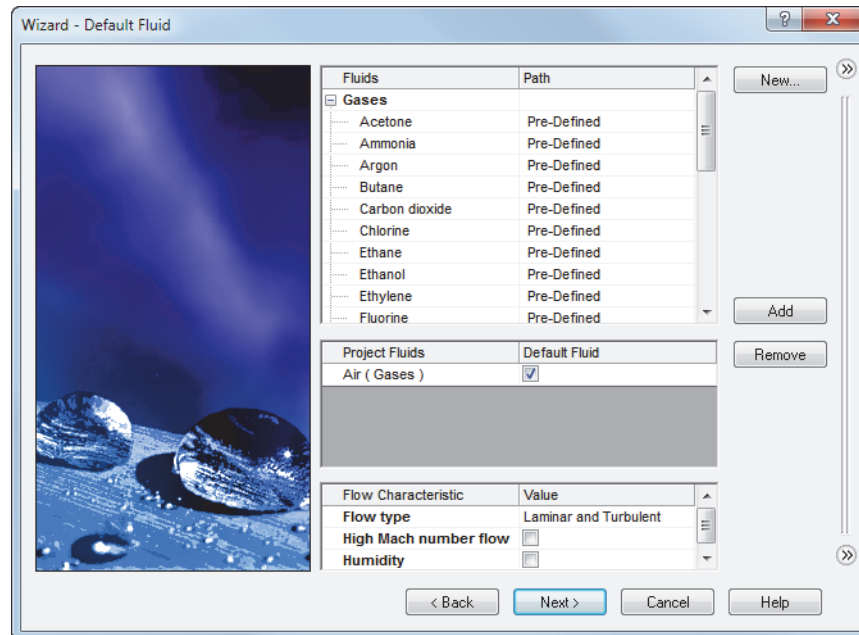 Wizard - Default Fluid
Fluids Path
Gases
Acetone Pre-Defined
Ammonia Pre-Defined
Argon Pre-Defined
Butane Pre-Defined
Carbon dioxide Pre-Defined
Chlorine Pre-Defined
Ethane Pre-Defined
Ethanol Pre-Defined
Ethylene Pre-Defined
Fluorine Pre-Defined
New...
Add
Remove
Project Fluids Default Fluid
Air ( Gases )
Flow Characteristic Value
Flow type Laminar and Turbulent
High Mach number flow
Humidity
< Back Next > Cancel Help